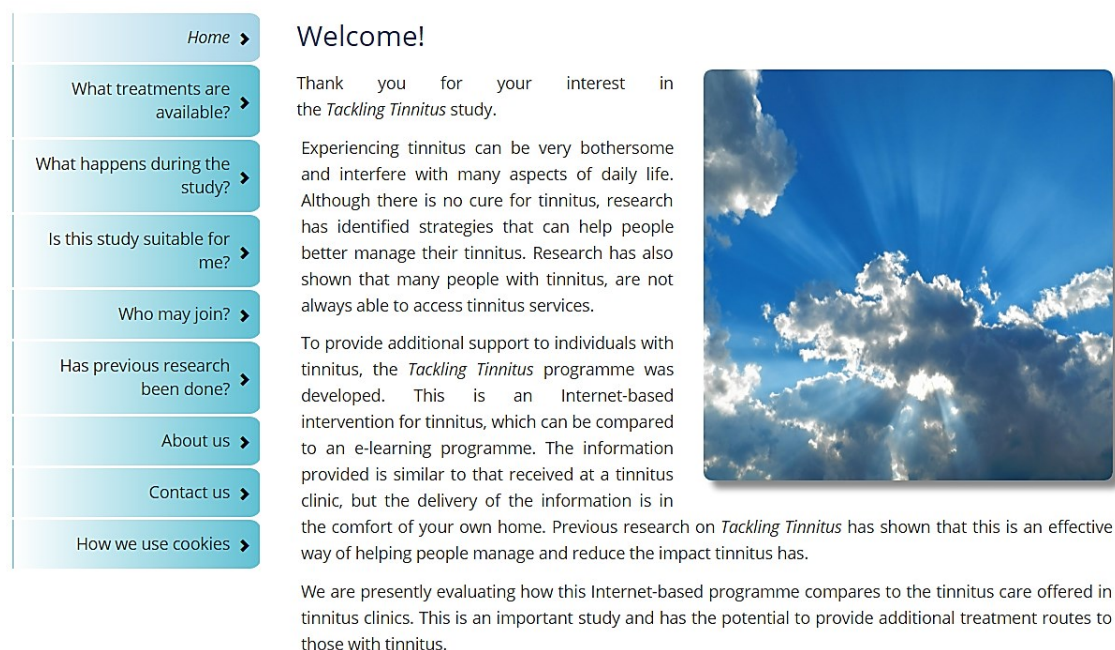 Home
What treatments are
available?
What happens during the
study?
Is this study suitable for
me?
Who may join?
Has previous research
been done?
About us
Contact us
How we use cookies
Welcome!
Thank you for your interest in
the Tackling Tinnitus study.
Experiencing tinnitus can be very bothersome
and interfere with many aspects of daily life.
Although there is no cure for tinnitus, research
has identified strategies that can help people
better manage their tinnitus. Research has also
shown that many people with tinnitus, are not
always able to access tinnitus services.
To provide additional support to individuals with
tinnitus, the Tackling Tinnitus programme was
developed. This is an Internet-based
intervention for tinnitus, which can be compared
to an e-learning programme. The information
provided is similar to that received at a tinnitus
clinic, but the delivery of the information is in
the comfort of your own home. Previous research on Tackling Tinnitus has shown that this is an effective
way of helping people manage and reduce the impact tinnitus has.
We are presently evaluating how this Internet-based programme compares to the tinnitus care offered in
tinnitus clinics. This is an important study and has the potential to provide additional treatment routes to
those with tinnitus.